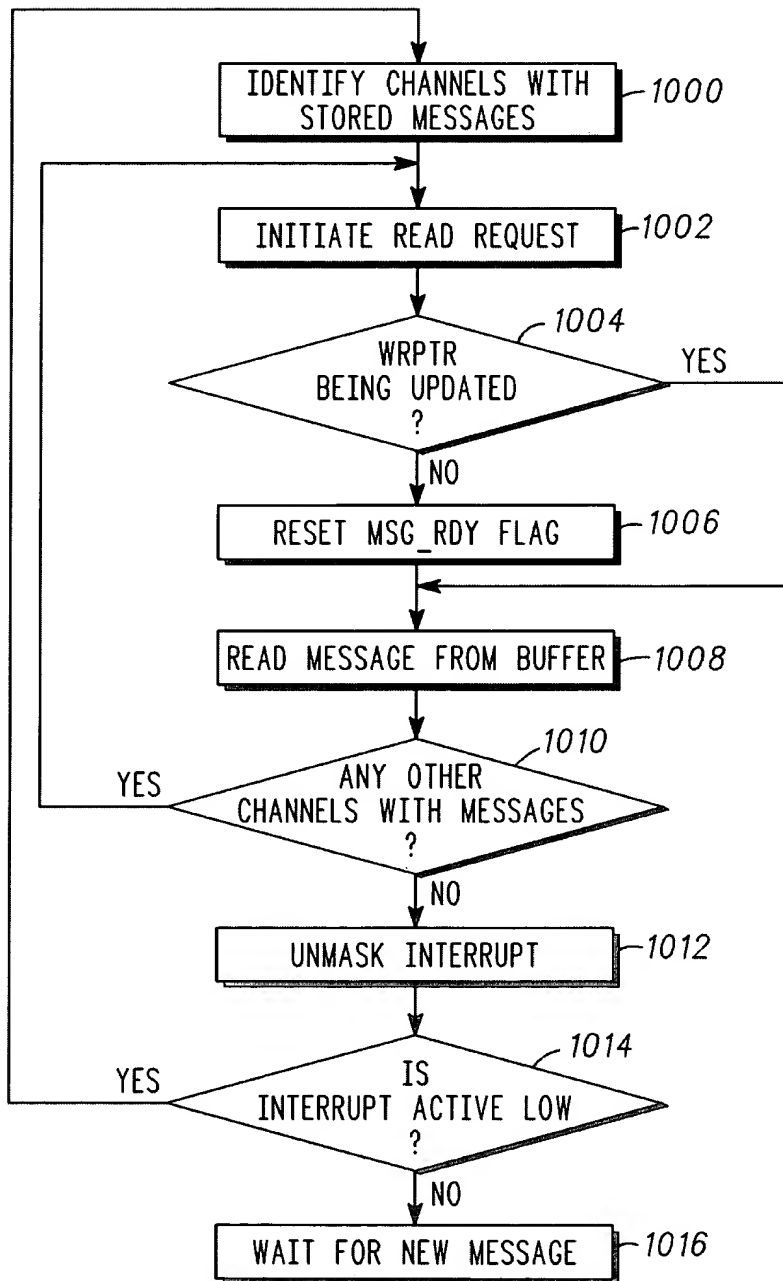 IDENTIFY CHANNELS WITH
STORED MESSAGES
1000
INITIATE READ REQUEST
1002
1004
WRPTR
BEING UPDATED
?
YES
NO
RESET MSG_RDY FLAG
1006
READ MESSAGE FROM BUFFER
1008
1010
YES
ANY OTHER
CHANNELS WITH MESSAGES
?
NO
UNMASK INTERRUPT
1012
1014
YES
IS
INTERRUPT ACTIVE LOW
?
NO
WAIT FOR NEW MESSAGE
1016